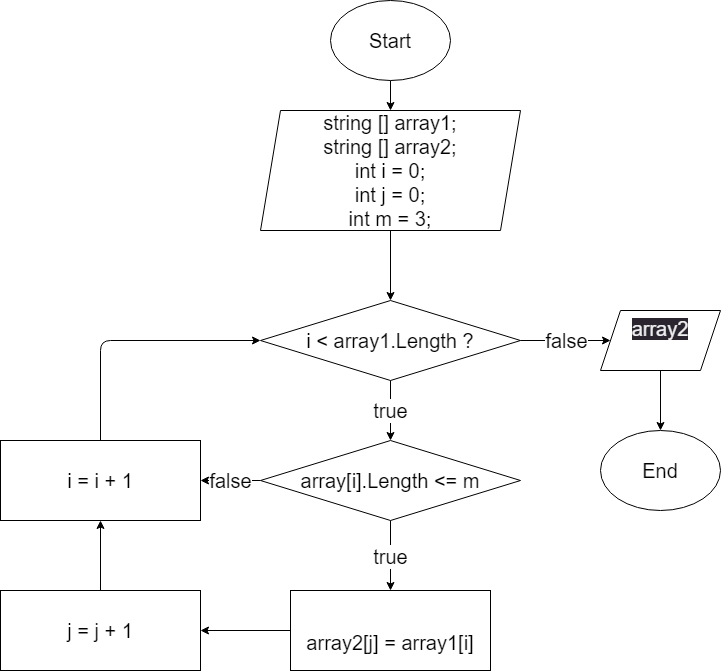 Start
string [] array1;
string [] array2;
int i = 0;
int j = 0;
int m = 3;
i < array1.Length ?
false
array2
true
End
i = i + 1
false
array[i].Length <= m
true
j = j + 1
array2[j] = array1[i]